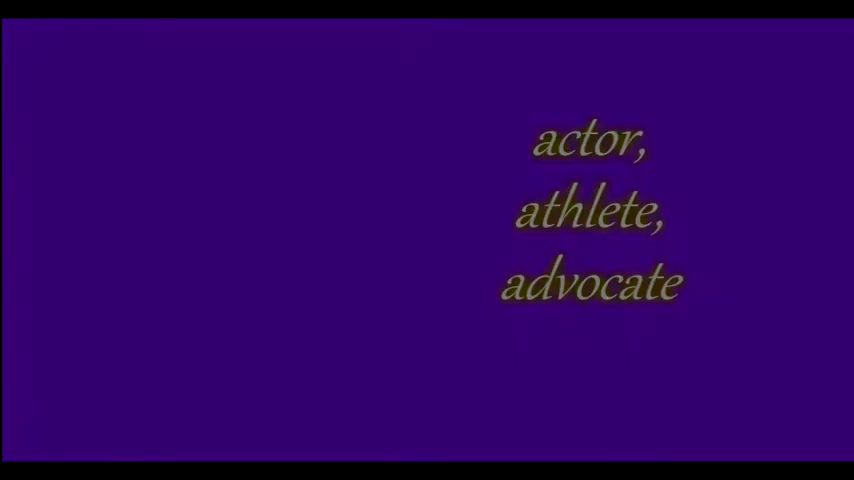 actor,
athlete,
advocate